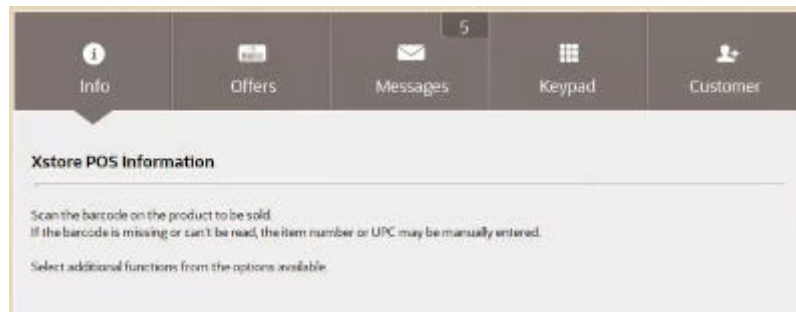 5
Info
Offers
Messages
Keypad
Customer
Xstore POS Information
Scan the barcode on the product to be sold.
If the barcode is missing or can't be read, the item number or UPC may be manually entered.
Select additional functions from the options available